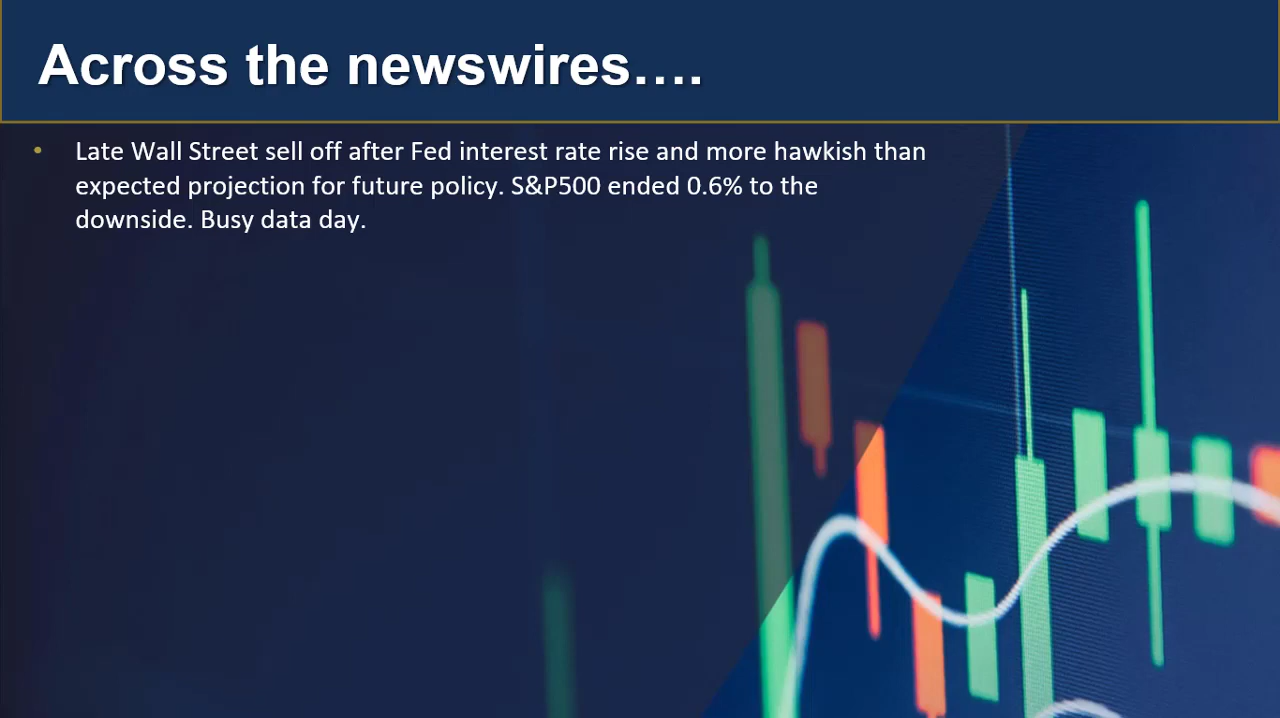 Across the newswires….
• Late Wall Street sell off after Fed interest rate rise and more hawkish than
expected projection for future policy. S&P500 ended 0.6% to the
downside. Busy data day.